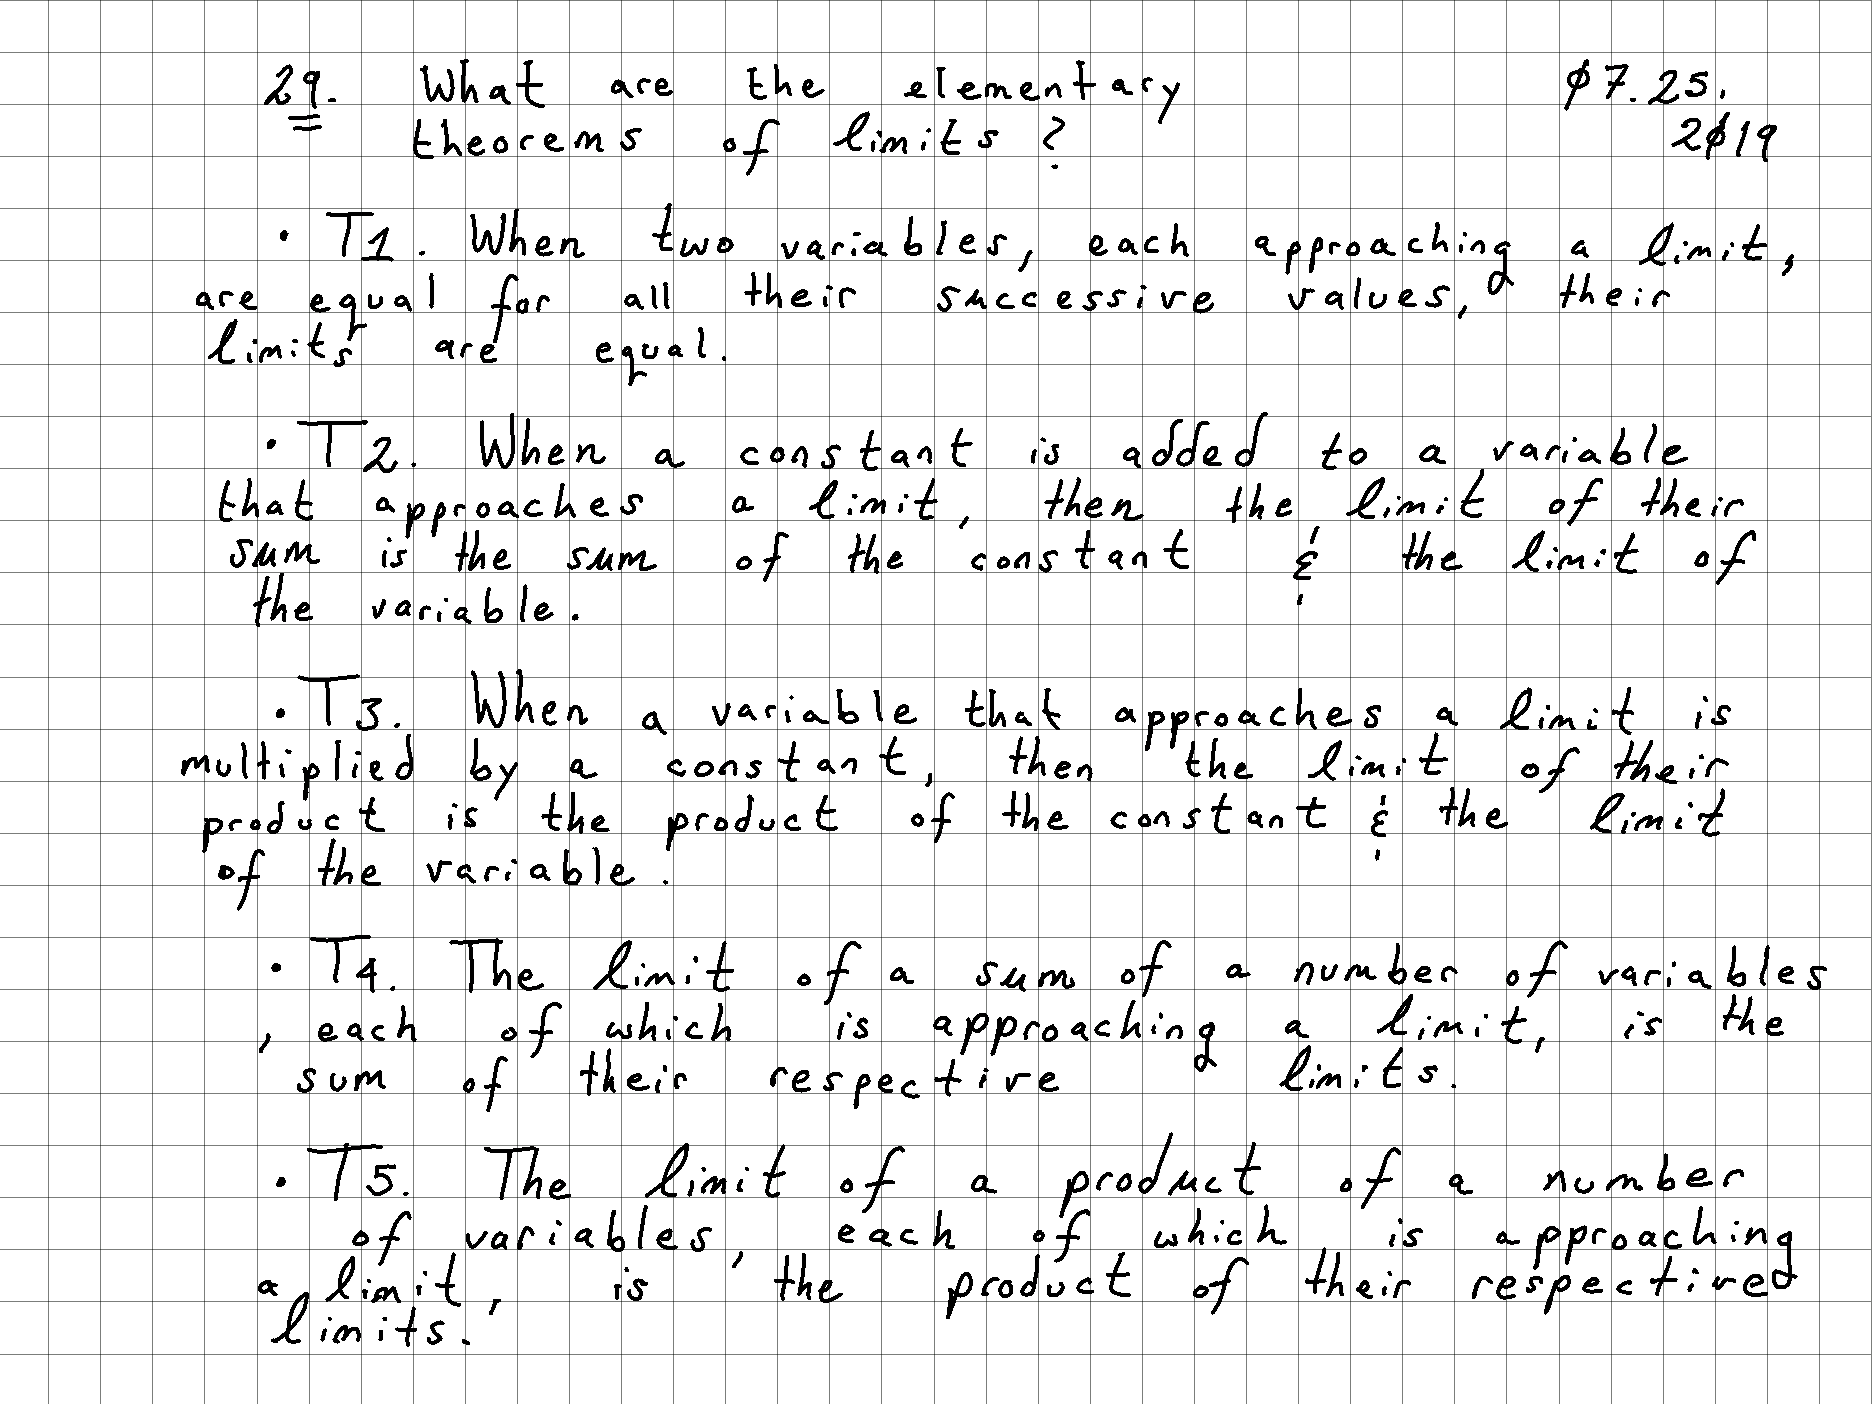 29. What are the elementary
theorems of limits?
07.25.
2019
• T1. When two variables, each approaching a limit,
are equal for all their successive values, their
limits are equal.
• T2. When a constant is added to a variable
that approaches a limit, then the limit of their
sum is the sum of the constant & the limit of
the variable.
• T3. When a variable that approaches a limit is
multiplied by a constant, then the limit of their
product is the product of the constant & the limit
of the variable.
• T4. The limit of a sum of a number of variables
, each of which is approaching a limit, is the
sum of their respective limits.
• T5. The limit of a product of a number
of variables, each of which is approaching
a limit, is the product of their respective
limits.